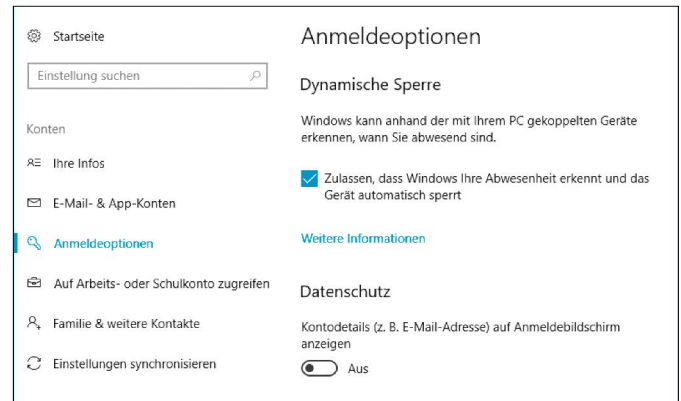 Startseite
Einstellung suchen
Konten
Ihre Infos
E-Mail- & App-Konten
Anmeldeoptionen
Auf Arbeits- oder Schulkonto zugreifen
Familie & weitere Kontakte
Einstellungen synchronisieren
Anmeldeoptionen
Dynamische Sperre
Windows kann anhand der mit Ihrem PC gekoppelten Geräte
erkennen, wann Sie abwesend sind.
Zulassen, dass Windows Ihre Abwesenheit erkennt und das
Gerät automatisch sperrt
Weitere Informationen
Datenschutz
Kontodetails (z. B. E-Mail-Adresse) auf Anmeldebildschirm
anzeigen
Aus